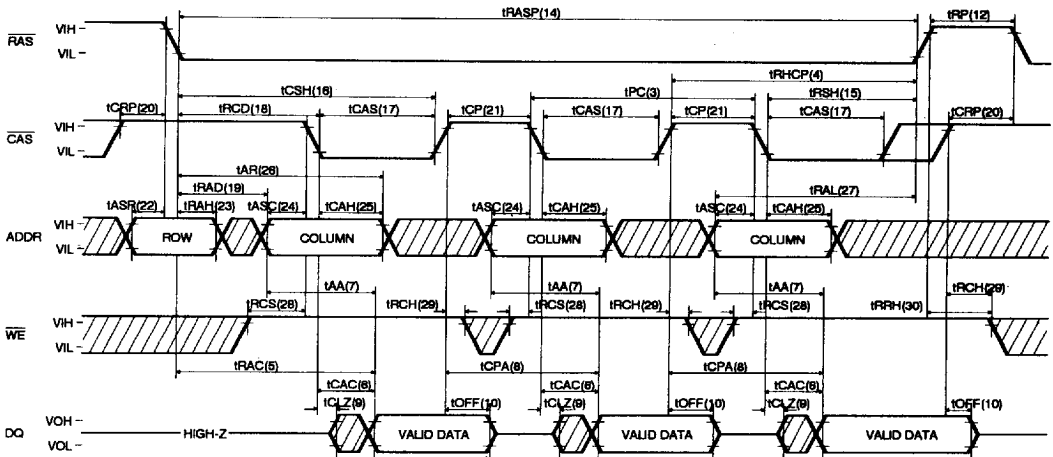 tRASP(14) tRP(12)
RAS VIH
VIL
tRHCP(4)
tCSH(16) tPC(3) tRSH(15)
tCRP(20) tRCD(18) tCAS(17) tCP(21) tCAS(17) tCP(21) tCAS(17) tCRP(20)
CAS VIH
VIL
tAR(26)
tRAD(19) tRAL(27)
tASR(22) tRAH(23) tASC(24) tCAH(25) tASC(24) tCAH(25) tASC(24) tCAH(25)
ADDR VIH
VIL
ROW COLUMN COLUMN COLUMN
tAA(7) tAA(7) tAA(7) tRCH(29)
tRCS(28) tRCH(29) tRCS(28) tRCH(29) tRCS(28) tRRH(30)
WE VIH
VIL
tRAC(5) tCPA(8) tCPA(8)
tCAC(6) tCAC(6) tCAC(6)
tCLZ(9) tOFF(10) tCLZ(9) tOFF(10) tCLZ(9) tOFF(10)
DQ VOH
VOL
HIGH-Z VALID DATA VALID DATA VALID DATA